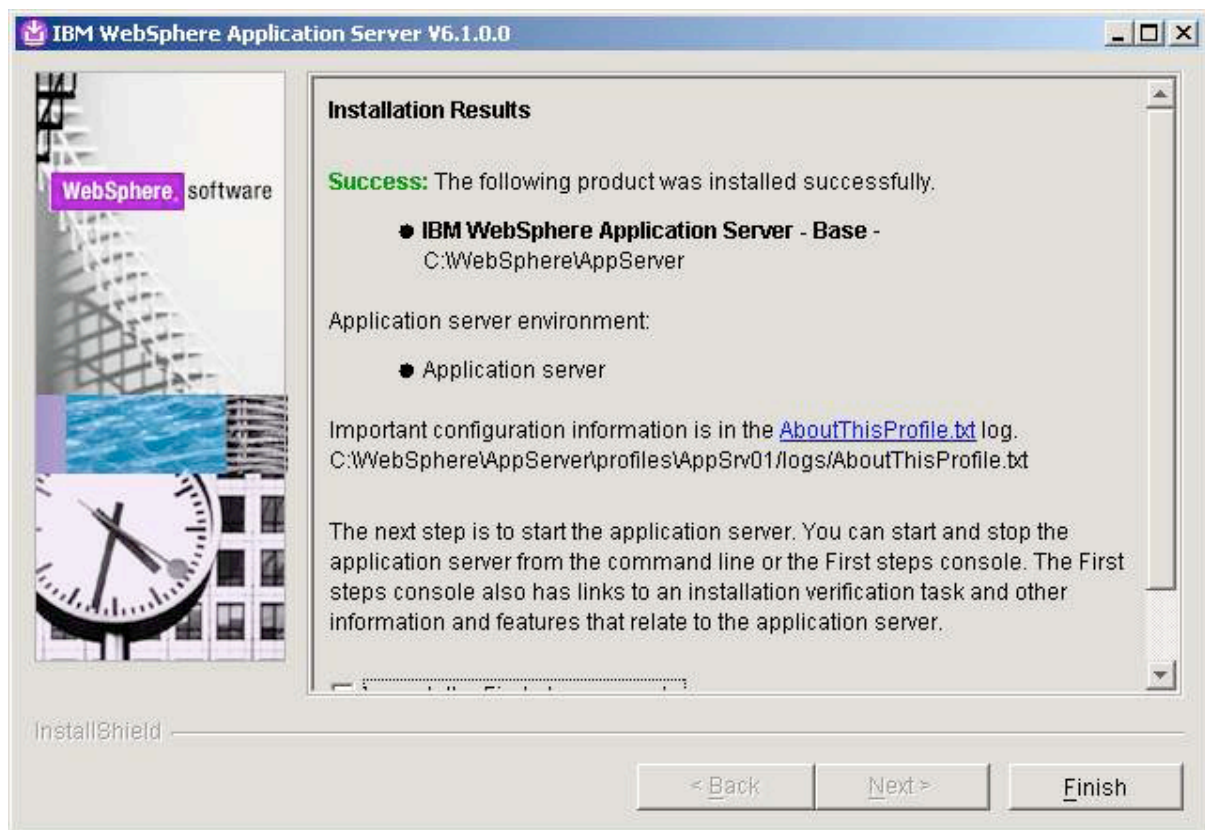 IBM WebSphere Application Server V6.1.0.0
WebSphere. software
Installation Results
Success: The following product was installed successfully.
IBM WebSphere Application Server - Base -
C:\WebSphere\AppServer
Application server environment:
Application server
Important configuration information is in the AboutThisProfile.txt log.
C:\WebSphere\AppServer\profiles\AppSrv01/logs/AboutThisProfile.txt
The next step is to start the application server. You can start and stop the
application server from the command line or the First steps console. The First
steps console also has links to an installation verification task and other
information and features that relate to the application server.
InstallShield
< Back
Next >
Finish